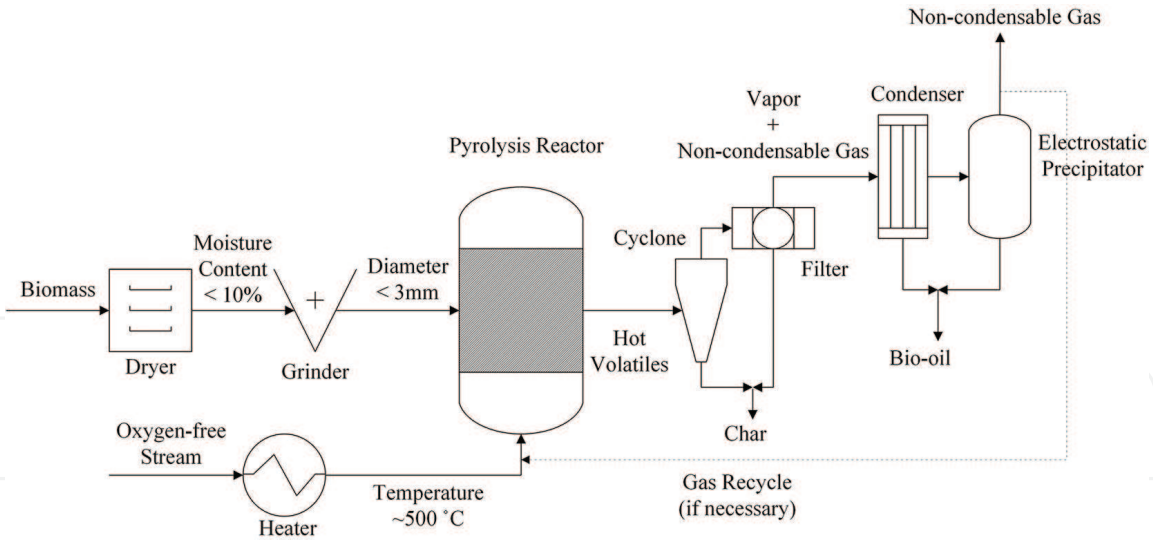 Non-condensable Gas
Vapor
+
Non-condensable Gas
Condenser
Electrostatic
Precipitator
Pyrolysis Reactor
Cyclone
Filter
Moisture
Content
< 10%
Diameter
< 3mm
Biomass
+
Dryer
Grinder
Hot
Volatiles
Bio-oil
Char
Oxygen-free
Stream
Heater
Temperature
~500 ˚C
Gas Recycle
(if necessary)